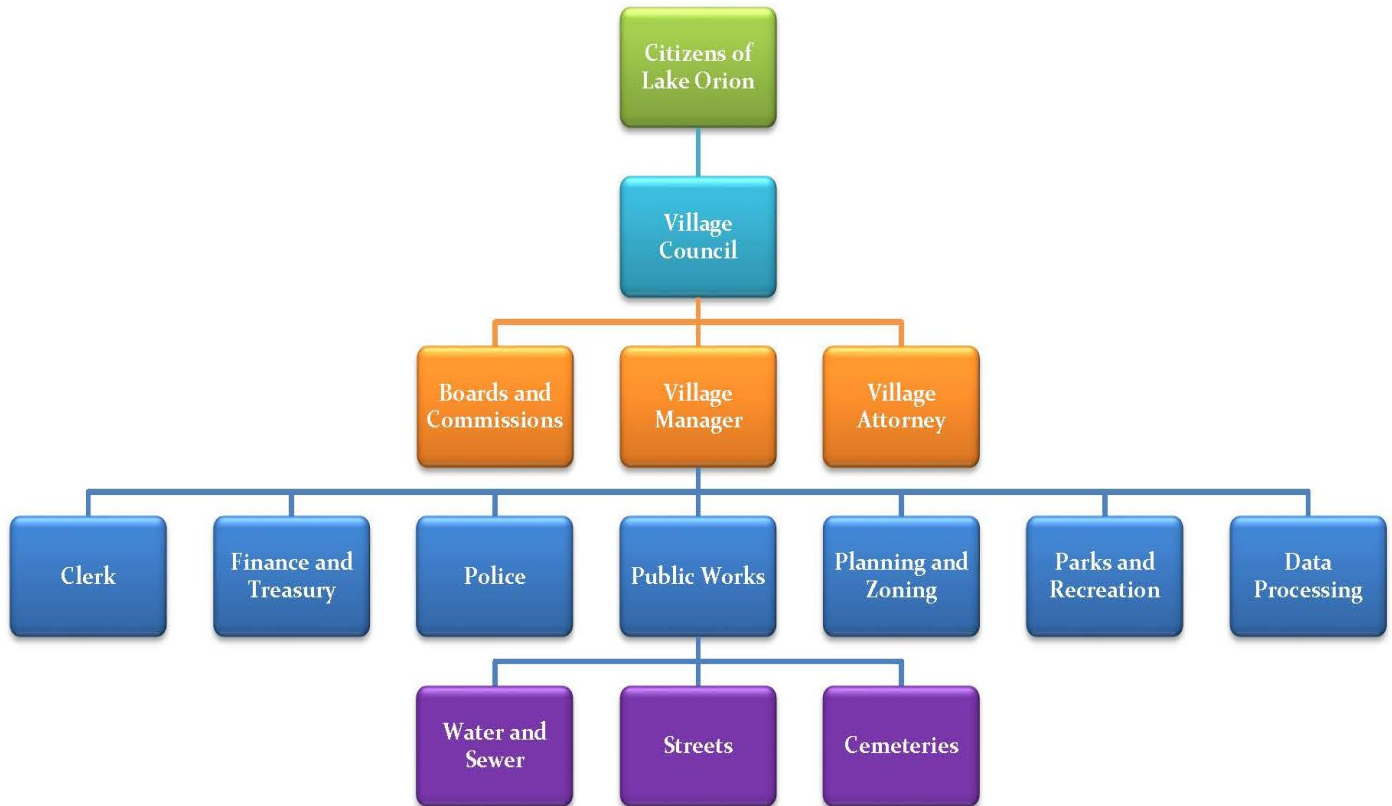 Citizens of
Lake Orion
Village
Council
Boards and
Commissions
Village
Manager
Village
Attorney
Clerk
Finance and
Treasury
Police
Public Works
Planning and
Zoning
Parks and
Recreation
Data
Processing
Water and
Sewer
Streets
Cemeteries